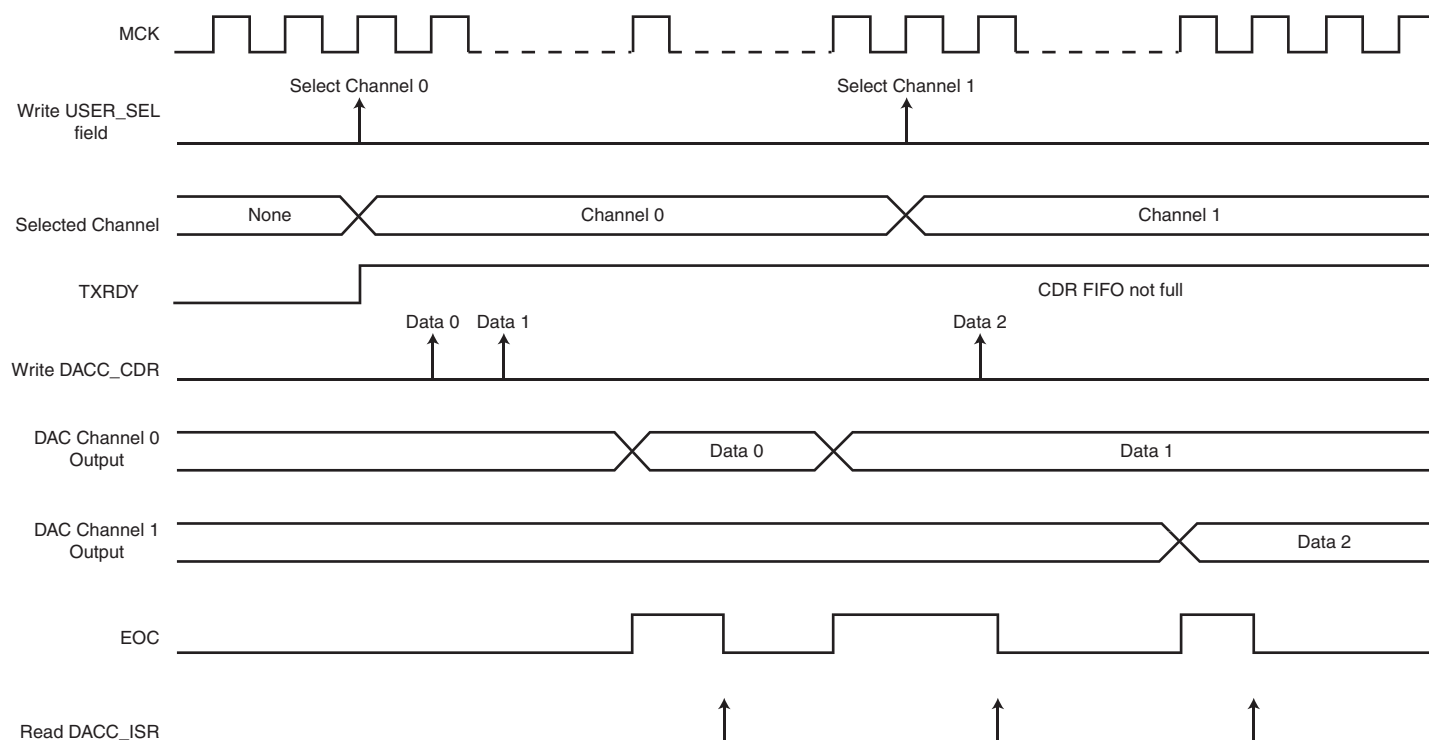 MCK
Select Channel 0
Select Channel 1
Write USER_SEL
field
Selected Channel
None
Channel 0
Channel 1
TXRDY
CDR FIFO not full
Data 0
Data 1
Data 2
Write DACC_CDR
DAC Channel 0
Output
Data 0
Data 1
DAC Channel 1
Output
Data 2
EOC
Read DACC_ISR